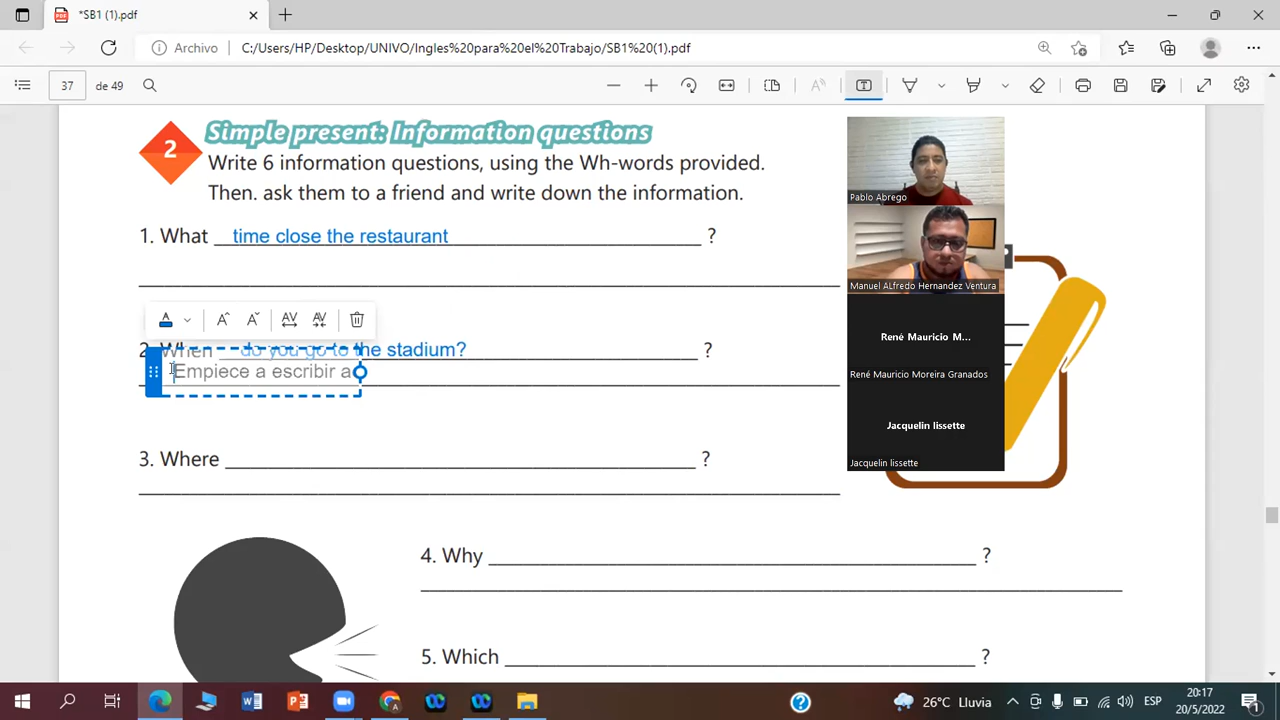 *SB1 (1).pdf
Archivo
C:/Users/HP/Desktop/UNIVO/Ingles%20para%20el%20Trabajo/SB1%20(1).pdf
37 de 49
2
Simple present: Information questions
Write 6 information questions, using the Wh-words provided.
Then. ask them to a friend and write down the information.
1. What time close the restaurant ?
2. When do you go to the stadium? ?
Empiece a escribir a
3. Where ?
4. Why ?
5. Which ?
Pablo Abrego
Manuel ALfredo Hernandez Ventura
René Mauricio M...
René Mauricio Moreira Granados
Jacquelin lissette
Jacquelin lissette
26°C Lluvia
ESP
20:17
20/5/2022
1